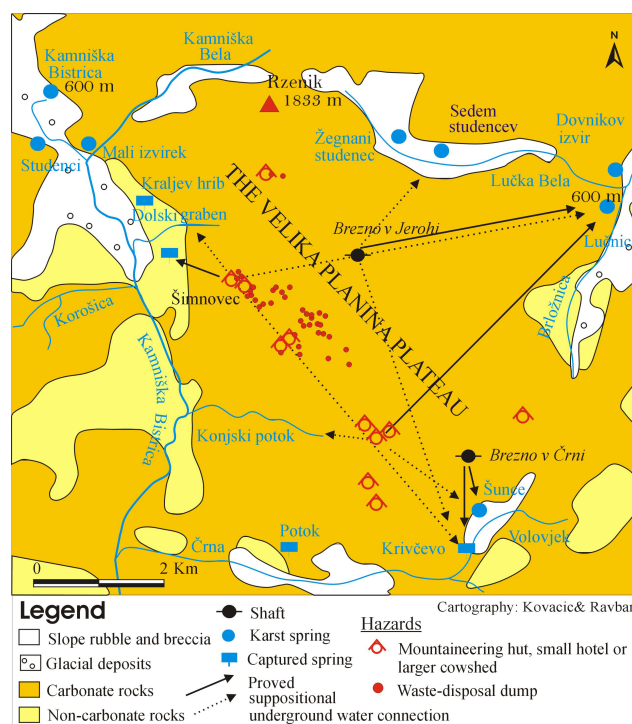 Kamniška
Bistrica
600 m
Kamniška
Bela
N
Rzenik
1833 m
Sedem
studencev
Dovnikov
izvir
Žegnani
studenec
Studenci
Mali izvirek
Kraljev hrib
Lučka Bela
600 m
Dolski graben
THE VELIKA PLANINA PLATEAU
Brezno v Jerohi
Lučnica
Šimnovec
Korošica
Brložnica
Kamniška
Bistrica
Konjski potok
Brezno v Črni
Šunce
Črna
Potok
Krivčevo
Volovjek
0
2 Km
Legend
Cartography: Kovacic& Ravbar
Slope rubble and breccia
Glacial deposits
Carbonate rocks
Non-carbonate rocks
Shaft
Karst spring
Captured spring
Proved
suppositional
underground water connection
Hazards
Mountaineering hut, small hotel or
larger cowshed
Waste-disposal dump